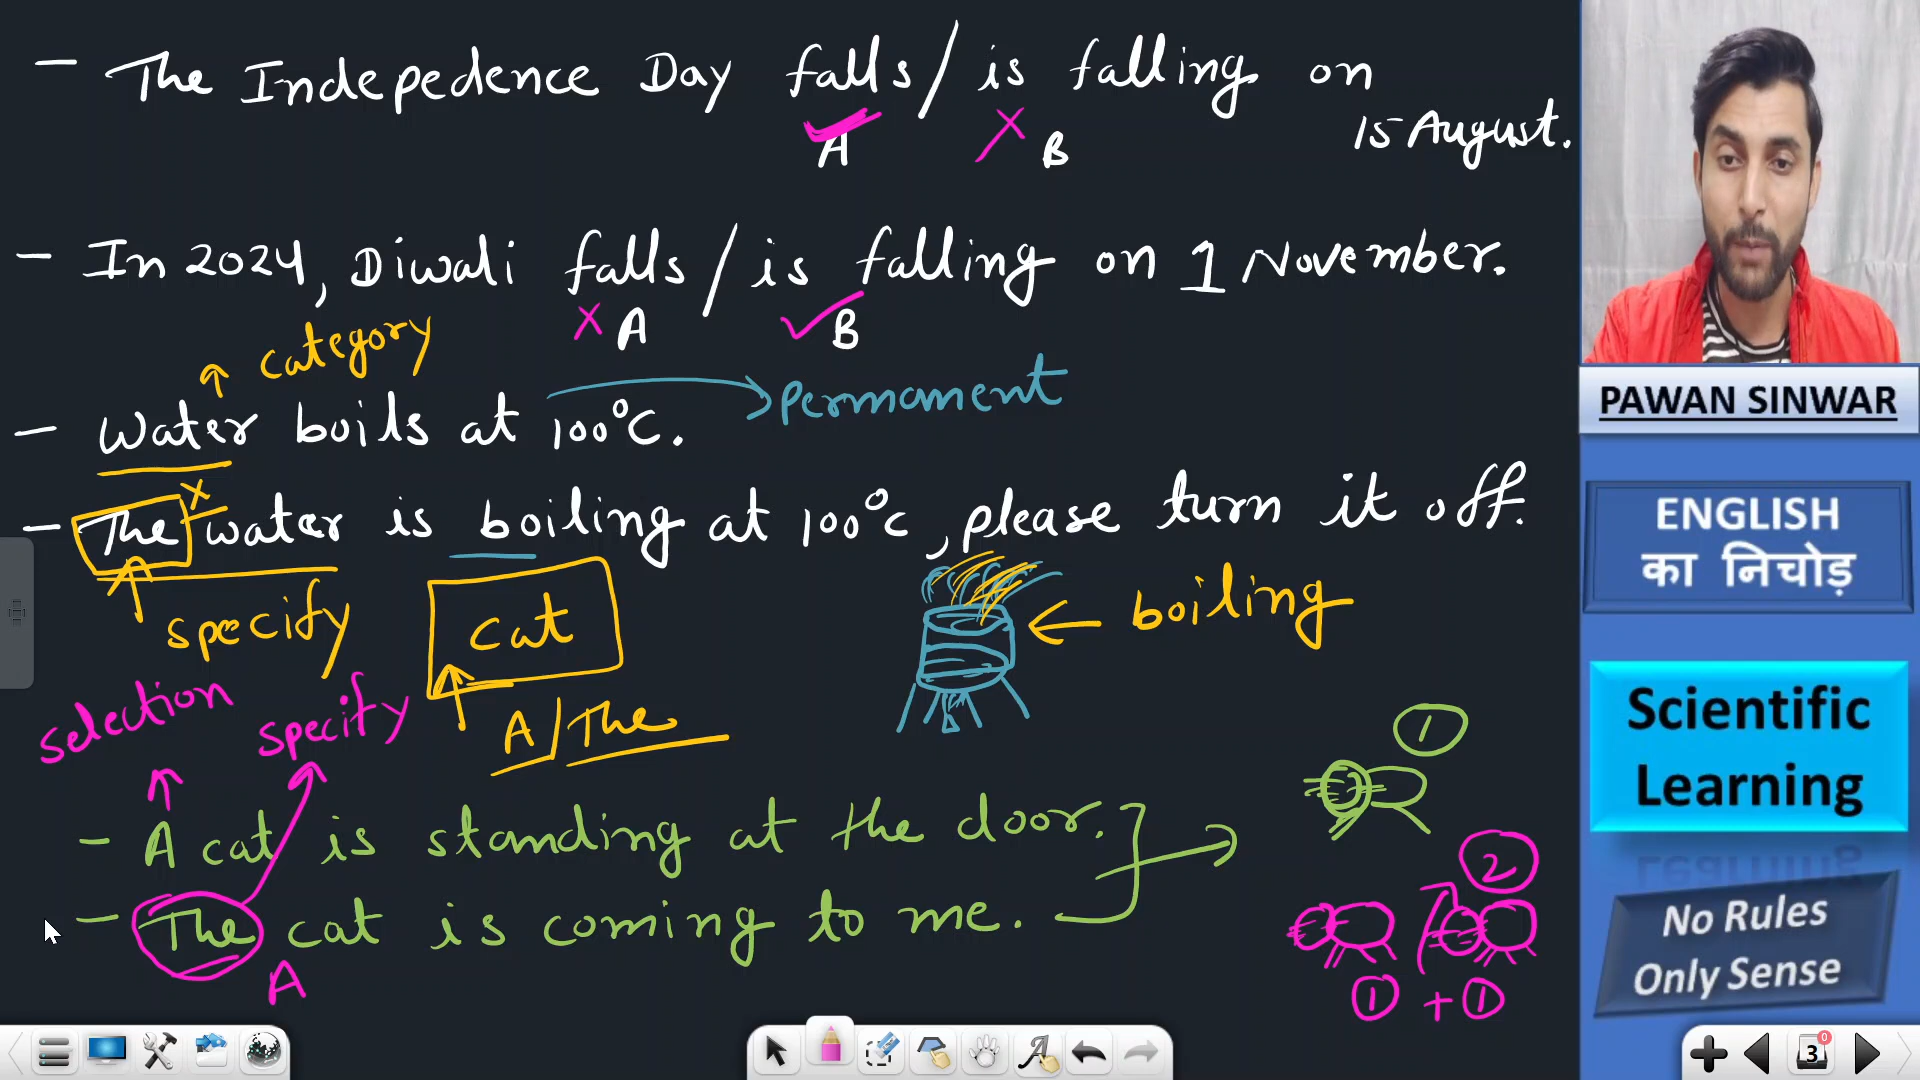 - The Indepedence Day falls / is falling on
15 August.
A B
- In 2024, Diwali falls / is falling on 1 November.
A B
category
- Water boils at 100°C.
permament
- The water is boiling at 100°c, please turn it off.
specify
cat
boiling
A/The
selection
specify
- A cat is standing at the door.
- The cat is coming to me.
A
1
2
1 + 1
PAWAN SINWAR
ENGLISH
का निचोड़
Scientific
Learning
No Rules
Only Sense
3
0